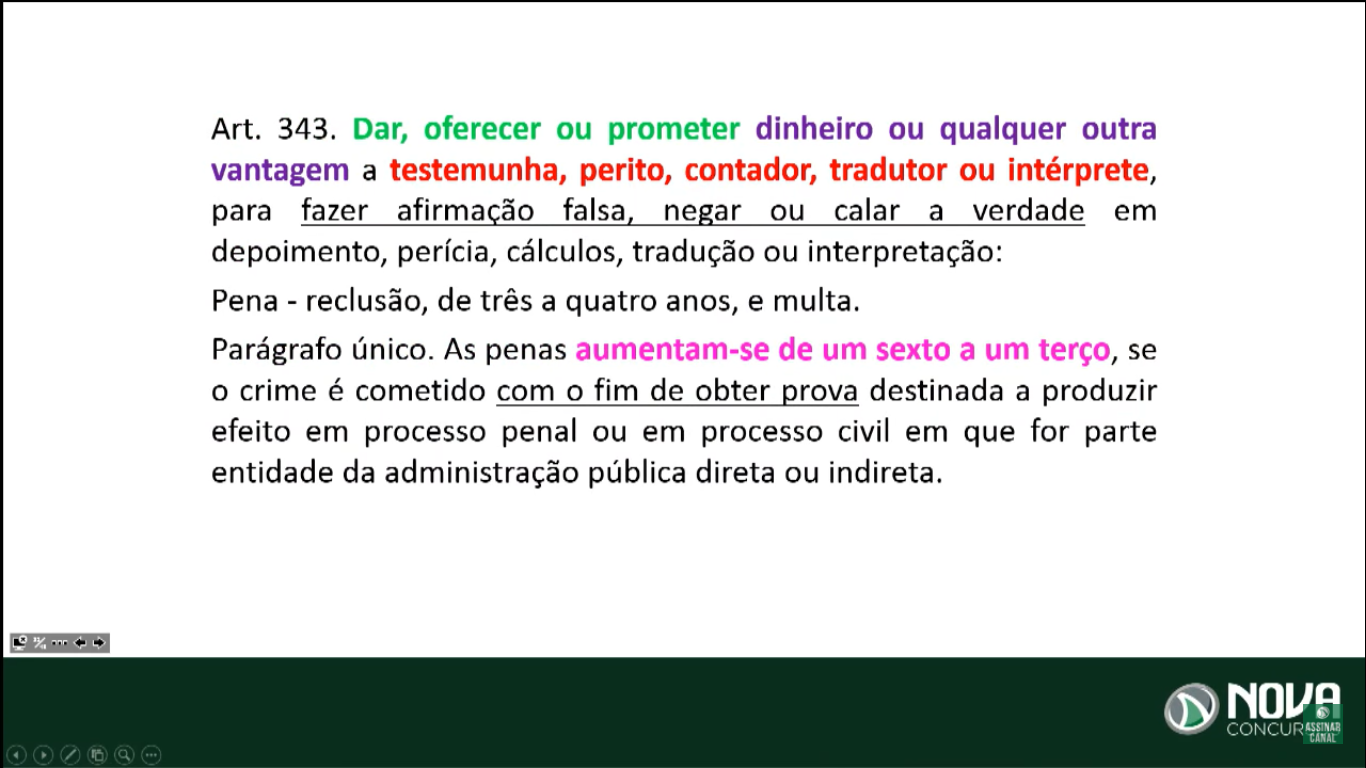 Art. 343. Dar, oferecer ou prometer dinheiro ou qualquer outra
vantagem a testemunha, perito, contador, tradutor ou intérprete,
para fazer afirmação falsa, negar ou calar a verdade em
depoimento, perícia, cálculos, tradução ou interpretação:
Pena - reclusão, de três a quatro anos, e multa.
Parágrafo único. As penas aumentam-se de um sexto a um terço, se
o crime é cometido com o fim de obter prova destinada a produzir
efeito em processo penal ou em processo civil em que for parte
entidade da administração pública direta ou indireta.
NOVA
ASSINAR
CANAL